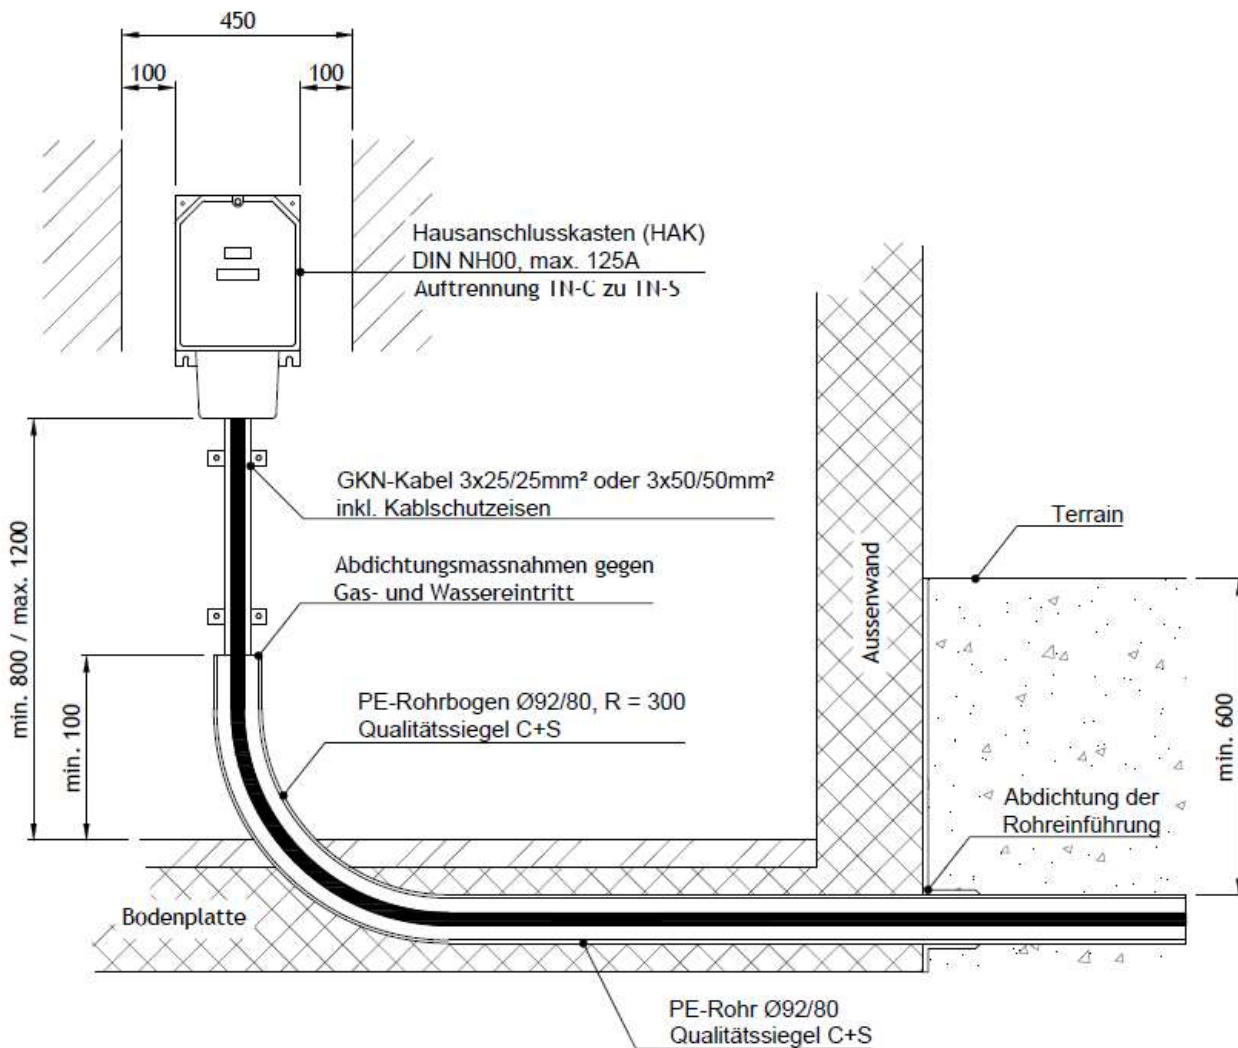 450
100
100
Hausanschlusskasten (HAK)
DIN NH00, max. 125A
Auftrennung TN-C zu TN-S
GKN-Kabel 3x25/25mm² oder 3x50/50mm²
inkl. Kablschutzeisen
Abdichtungsmassnahmen gegen
Gas- und Wassereintritt
PE-Rohrbogen Ø92/80, R = 300
Qualitätssiegel C+S
min. 800 / max. 1200
min. 100
Bodenplatte
Aussenwand
Terrain
min. 600
Abdichtung der
Rohreinführung
PE-Rohr Ø92/80
Qualitätssiegel C+S